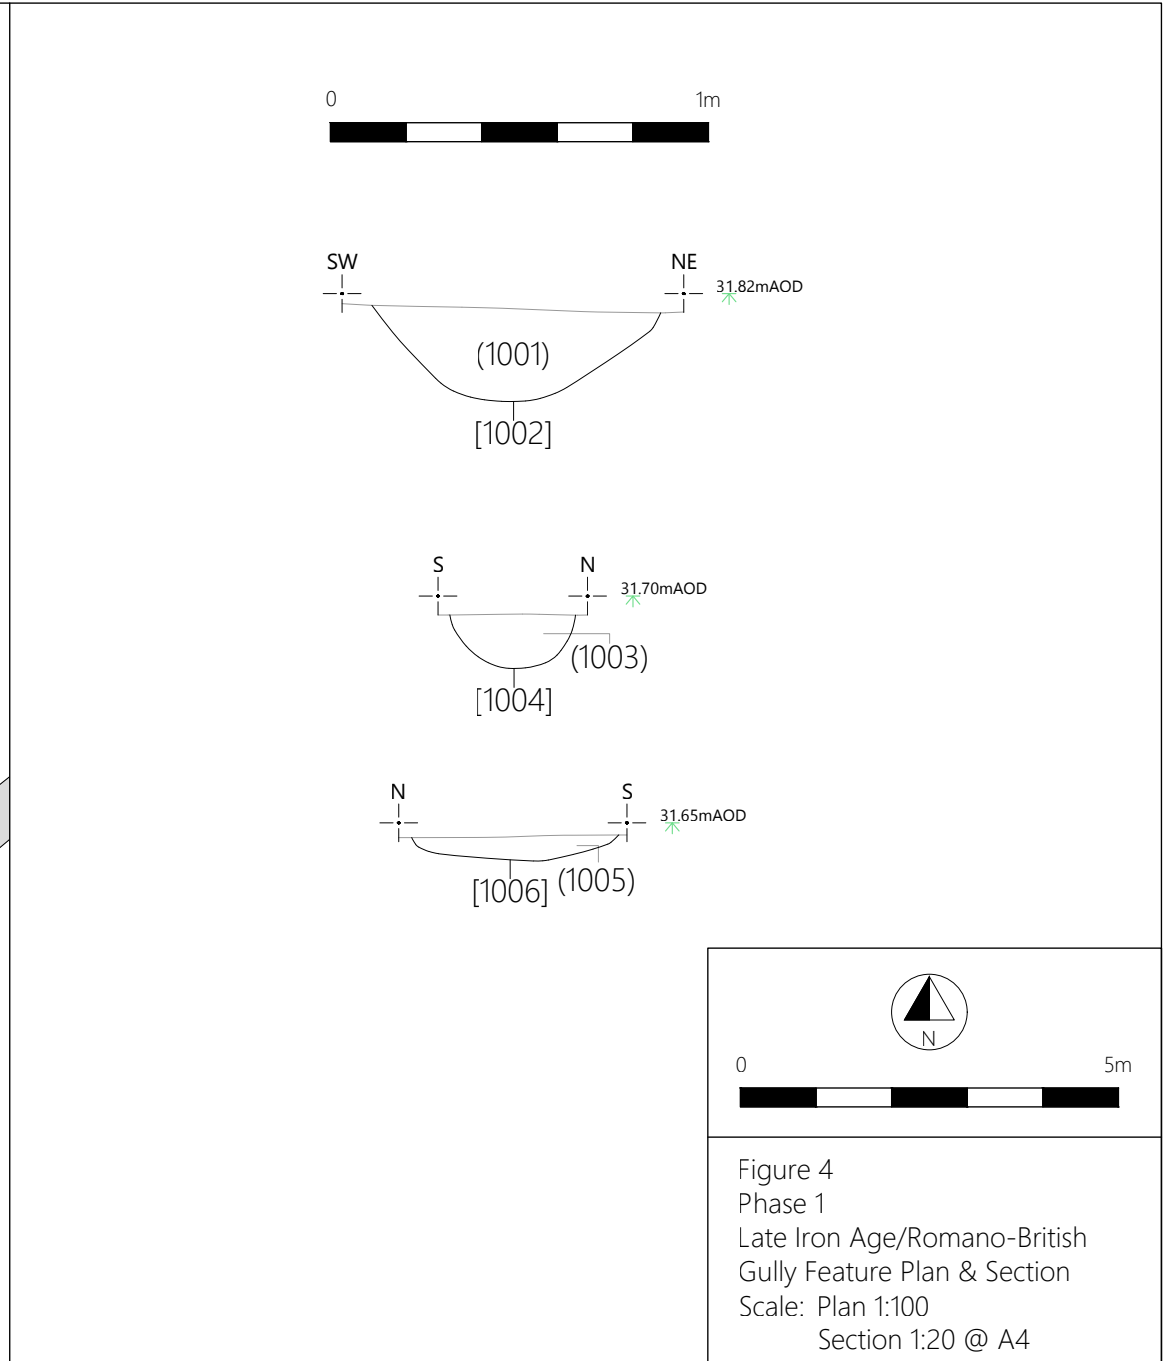 0 1m
SW NE
31.82mAOD
(1001)
[1002]
S N
31.70mAOD
(1003)
[1004]
N S
31.65mAOD
[1006] (1005)
N
0 5m
Figure 4
Phase 1
Late Iron Age/Romano-British
Gully Feature Plan & Section
Scale: Plan 1:100
Section 1:20 @ A4